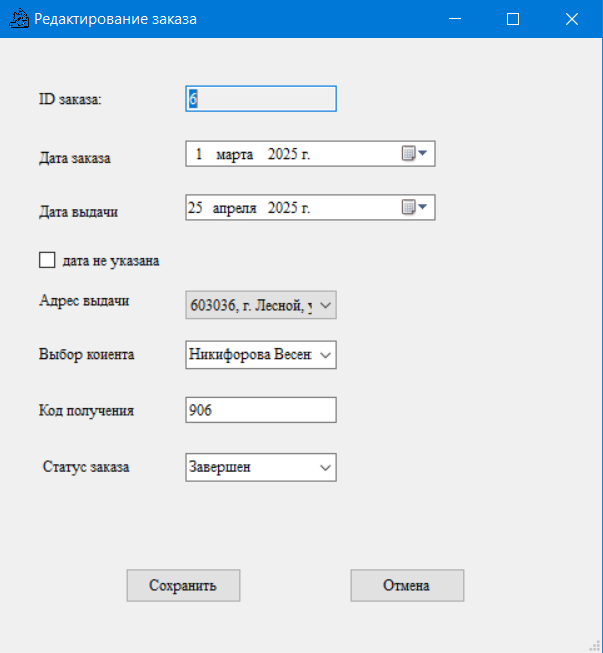 Редактирование заказа
ID заказа: 6
Дата заказа 1 марта 2025 г.
Дата выдачи 25 апреля 2025 г.
дата не указана
Адрес выдачи 603036, г. Лесной,
Выбор коиента Никифорова Весен
Код получения 906
Статус заказа Завершен
Сохранить Отмена